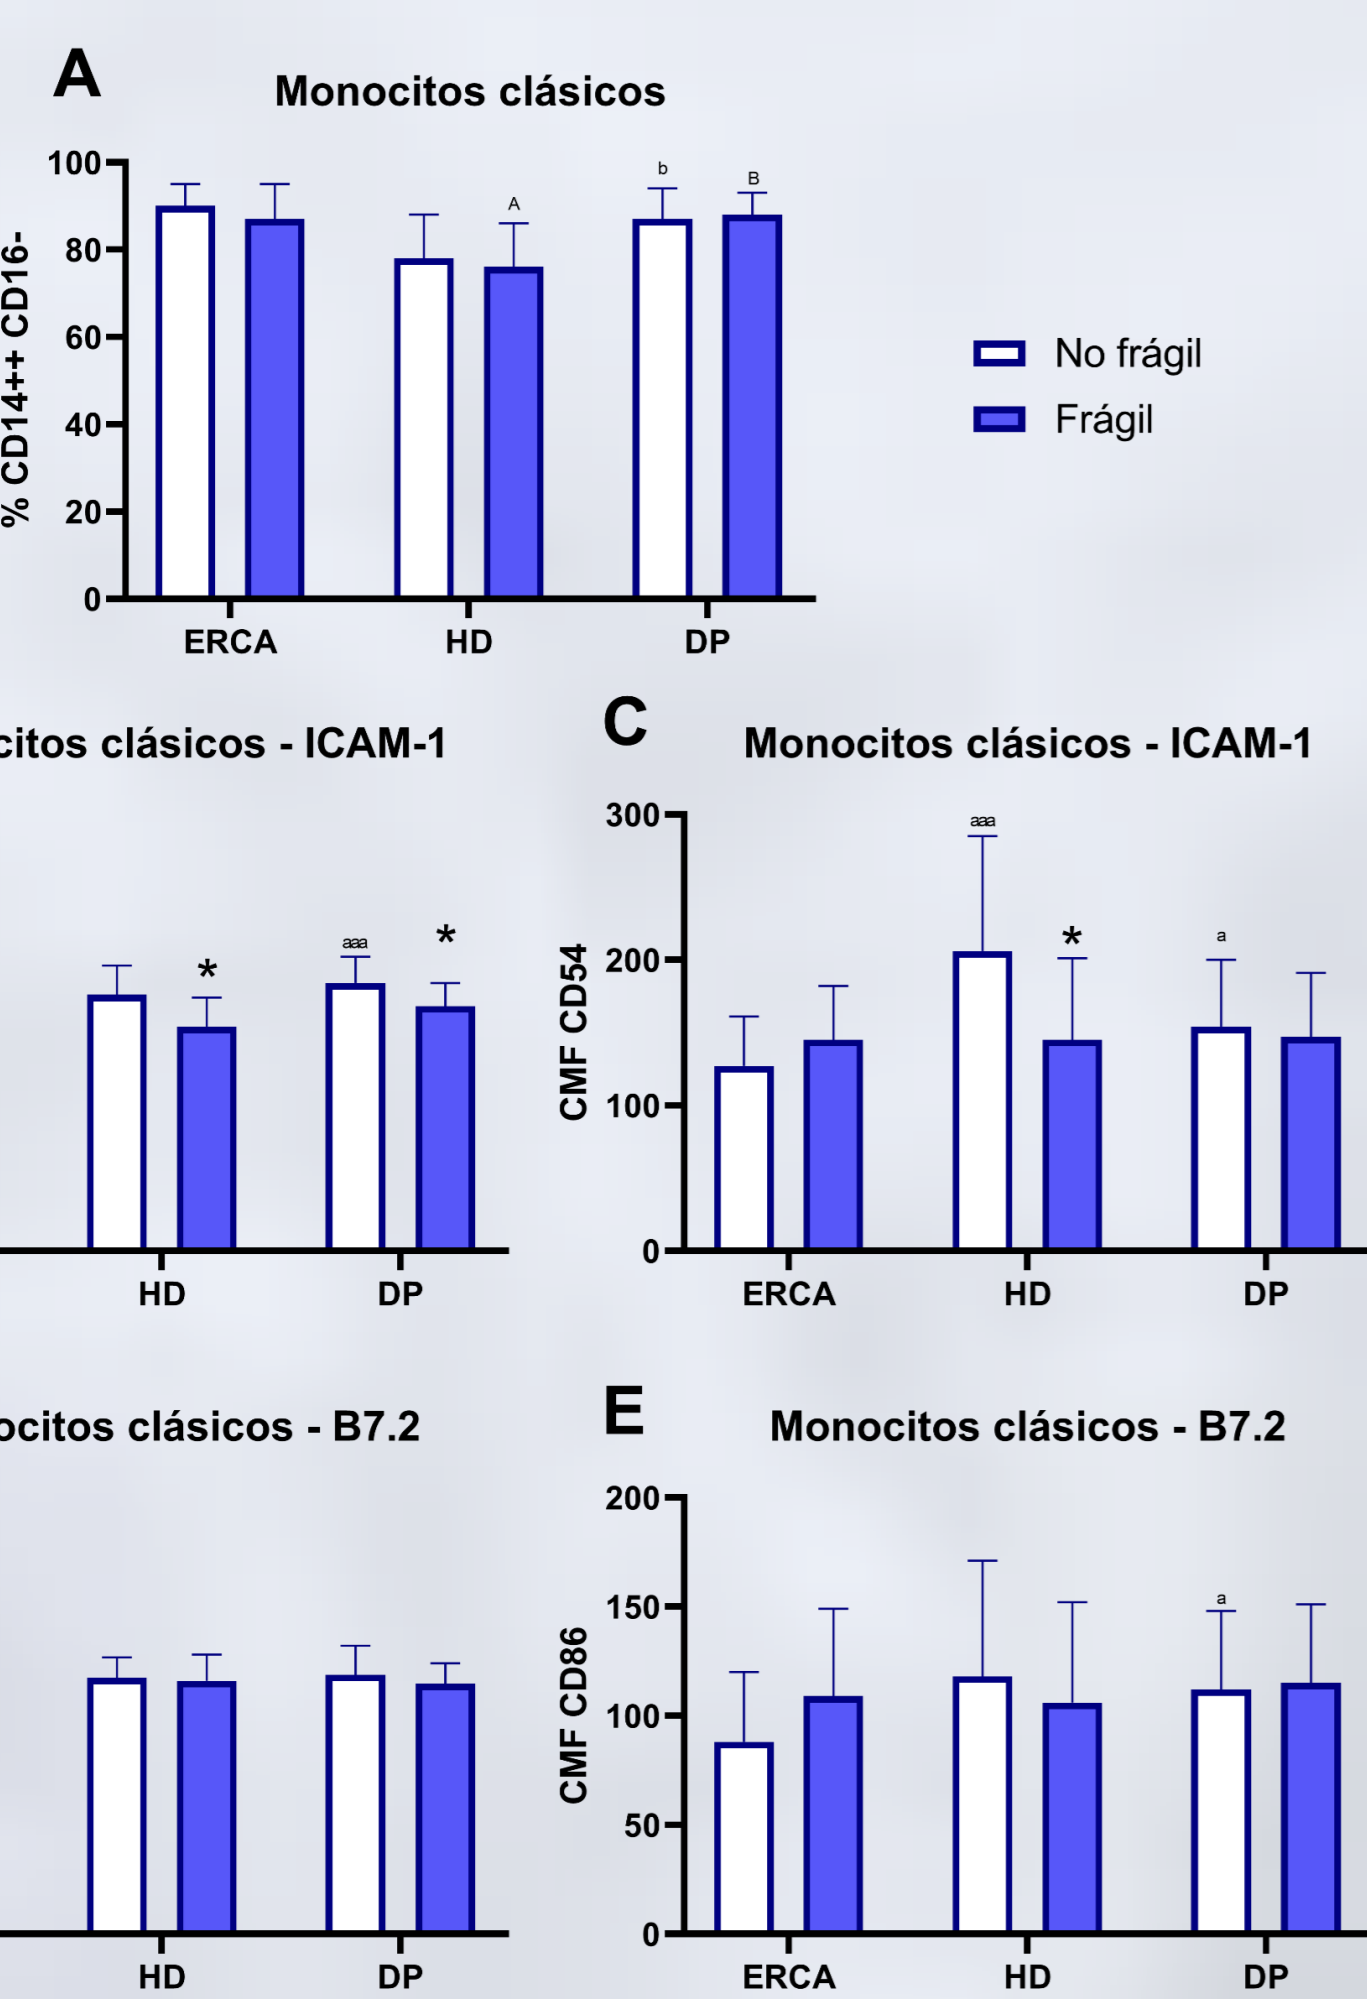 A
Monocitos clásicos
b
B
A
100
80
60
40
20
0
% CD14++ CD16-
ERCA HD DP
No frágil
Frágil
citos clásicos - ICAM-1
aaa
*
*
HD DP
C
Monocitos clásicos - ICAM-1
aaa
*
a
300
200
100
0
CMF CD54
ERCA HD DP
ocitos clásicos - B7.2
HD DP
E
Monocitos clásicos - B7.2
a
200
150
100
50
0
CMF CD86
ERCA HD DP